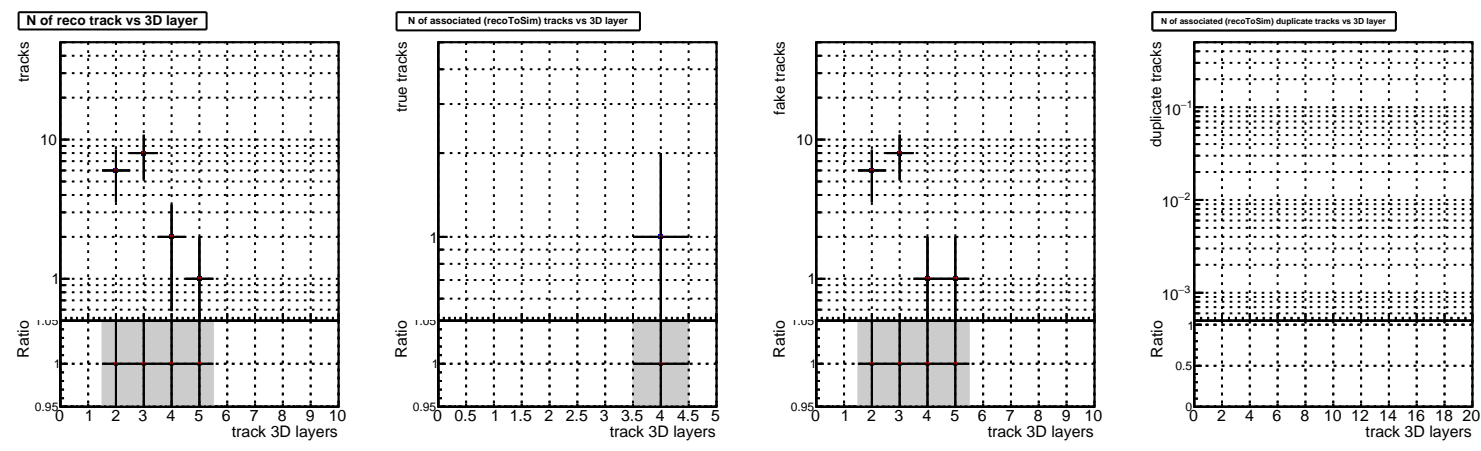 N of reco track vs 3D layer
tracks
10
1
Ratio
1.05
1
0.95
0 1 2 3 4 5 6 7 8 9 10
track 3D layers
N of associated (recoToSim) tracks vs 3D layer
true tracks
1
Ratio
1.05
1
0.95
0 0.5 1 1.5 2 2.5 3 3.5 4 4.5 5
track 3D layers
fake tracks
10
1
Ratio
1.05
1
0.95
0 1 2 3 4 5 6 7 8 9 10
track 3D layers
N of associated (recoToSim) duplicate tracks vs 3D layer
duplicate tracks
10⁻¹
10⁻²
10⁻³
Ratio
1
0.5
0
0 2 4 6 8 10 12 14 16 18 20
track 3D layers